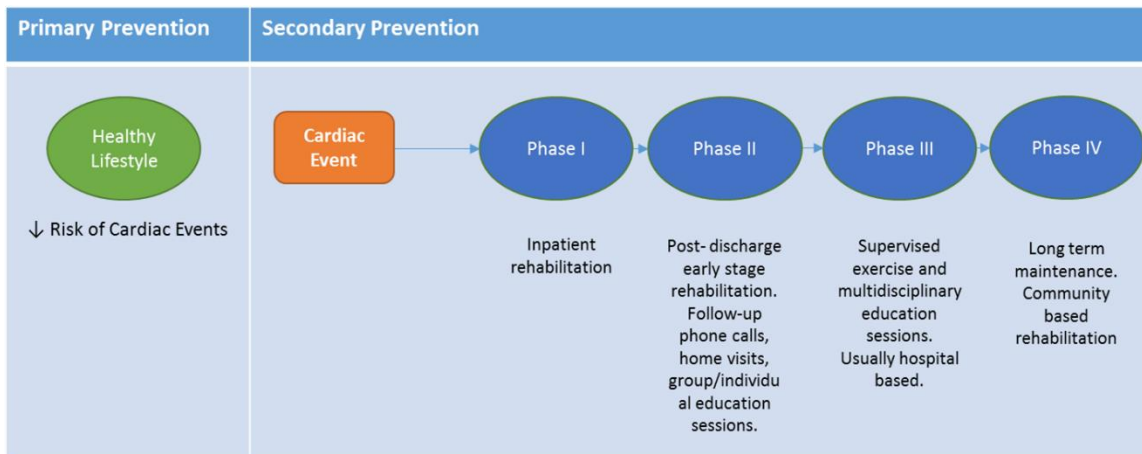 Primary Prevention
Secondary Prevention
Healthy
Lifestyle
↓ Risk of Cardiac Events
Cardiac
Event
Phase I
Inpatient
rehabilitation
Phase II
Post- discharge
early stage
rehabilitation.
Follow-up
phone calls,
home visits,
group/individu
al education
sessions.
Phase III
Supervised
exercise and
multidisciplinary
education
sessions.
Usually hospital
based.
Phase IV
Long term
maintenance.
Community
based
rehabilitation